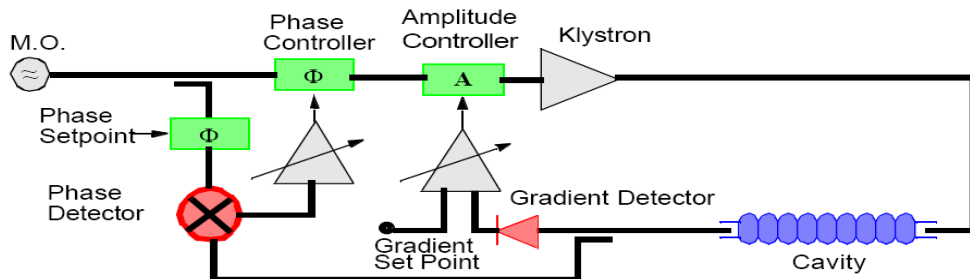 M.O.
Phase
Controller
Amplitude
Controller
Klystron
Φ
A
Phase
Setpoint
Φ
Phase
Detector
Gradient Detector
Gradient
Set Point
Cavity